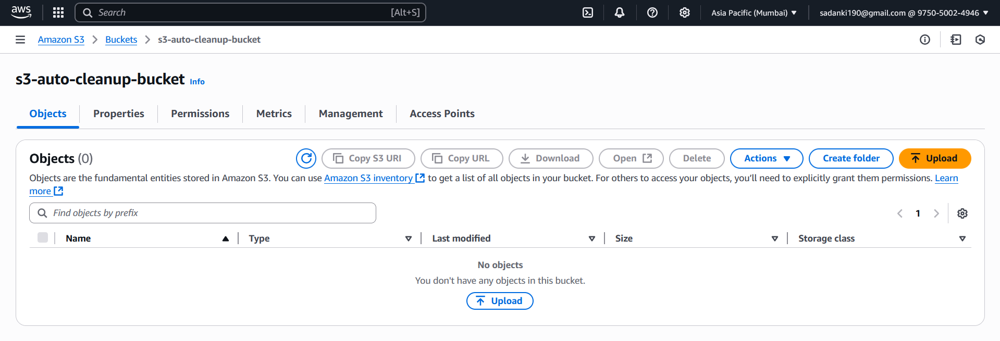 aws Search [Alt+S] Asia Pacific (Mumbai) sadanki190@gmail.com @ 9750-5002-4946
Amazon S3 Buckets s3-auto-cleanup-bucket
s3-auto-cleanup-bucket Info
Objects Properties Permissions Metrics Management Access Points
Objects (0) Copy S3 URI Copy URL Download Open Delete Actions Create folder Upload
Objects are the fundamental entities stored in Amazon S3. You can use Amazon S3 inventory to get a list of all objects in your bucket. For others to access your objects, you’ll need to explicitly grant them permissions. Learn
more
Find objects by prefix 1
Name Type Last modified Size Storage class
No objects
You don't have any objects in this bucket.
Upload